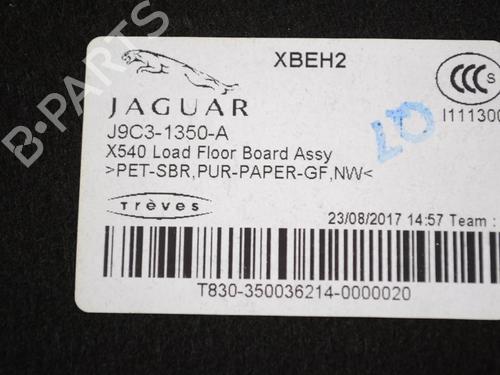 XBEH2
CCC S
JAGUAR
I111300
J9C3-1350-A
X540 Load Floor Board Assy
>PET-SBR,PUR-PAPER-GF,NW<
Trèves
23/08/2017 14:57 Team :
T830-350036214-0000020
B-PARTS